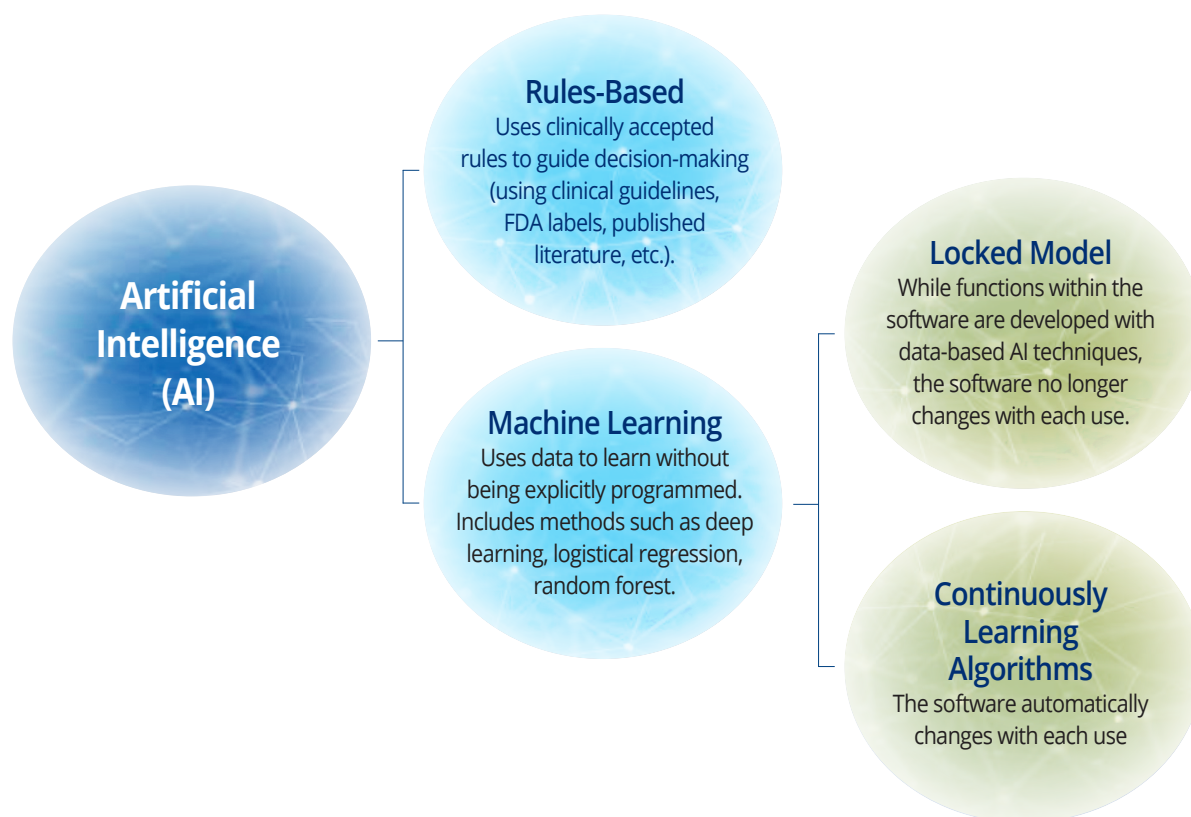 Artificial
Intelligence
(AI)
Rules-Based
Uses clinically accepted
rules to guide decision-making
(using clinical guidelines,
FDA labels, published
literature, etc.).
Machine Learning
Uses data to learn without
being explicitly programmed.
Includes methods such as deep
learning, logistical regression,
random forest.
Locked Model
While functions within the
software are developed with
data-based AI techniques,
the software no longer
changes with each use.
Continuously
Learning
Algorithms
The software automatically
changes with each use